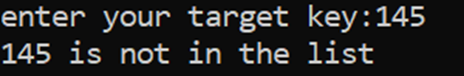 enter your target key:145
145 is not in the list